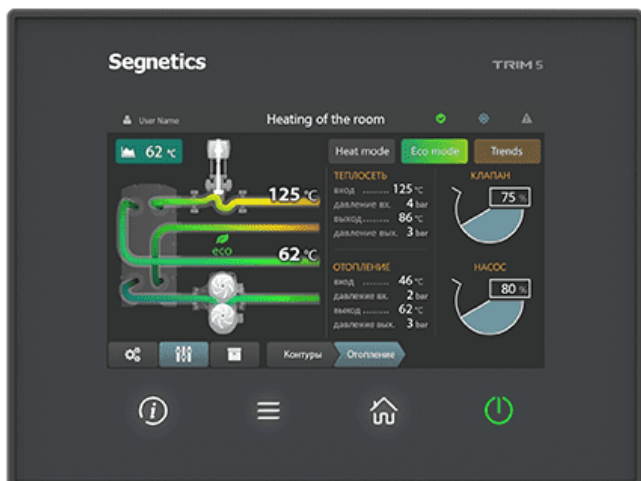 Segnetics
TRIM 5
User Name
Heating of the room
62 °C
Heat mode
Eco mode
Trends
125 °C
eco
62 °C
ТЕПЛОСЕТЬ
вход ......... 125 °C
давление вх. 4 bar
выход ......... 86 °C
давление вых. 3 bar
КЛАПАН
75 %
ОТОПЛЕНИЕ
вход ......... 46 °C
давление вх. 2 bar
выход ......... 62 °C
давление вых. 3 bar
НАСОС
80 %
Контуры
Отопление